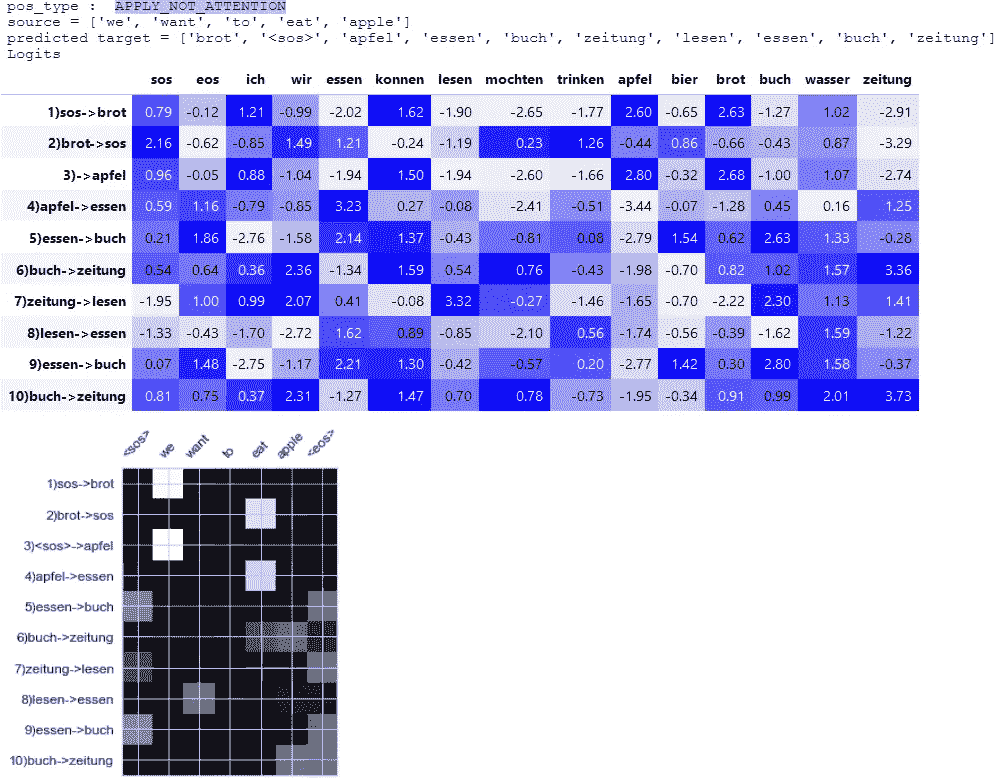 pos_type : APPLY_NOT_ATTENTION
source = ['we', 'want', 'to', 'eat', 'apple']
predicted target = ['brot', '<sos>', 'apfel', 'essen', 'buch', 'zeitung', 'lesen', 'essen', 'buch', 'zeitung']
Logits
sos eos ich wir essen konnen lesen mochten trinken apfel bier brot buch wasser zeitung
1)sos->brot 0.79 -0.12 1.21 -0.99 -2.02 1.62 -1.90 -2.65 -1.77 2.60 -0.65 2.63 -1.27 1.02 -2.91
2)brot->sos 2.16 -0.62 -0.85 1.49 1.21 -0.24 -1.19 0.23 1.26 -0.44 0.86 -0.66 -0.43 0.87 -3.29
3)->apfel 0.96 -0.05 0.88 -1.04 -1.94 1.50 -1.94 -2.60 -1.66 2.80 -0.32 2.68 -1.00 1.07 -2.74
4)apfel->essen 0.59 1.16 -0.79 -0.85 3.23 0.27 -0.08 -2.41 -0.51 -3.44 -0.07 -1.28 0.45 0.16 1.25
5)essen->buch 0.21 1.86 -2.76 -1.58 2.14 1.37 -0.43 -0.81 0.08 -2.79 1.54 0.62 2.63 1.33 -0.28
6)buch->zeitung 0.54 0.64 0.36 2.36 -1.34 1.59 0.54 0.76 -0.43 -1.98 -0.70 0.82 1.02 1.57 3.36
7)zeitung->lesen -1.95 1.00 0.99 2.07 0.41 -0.08 3.32 -0.27 -1.46 -1.65 -0.70 -2.22 2.30 1.13 1.41
8)lesen->essen -1.33 -0.43 -1.70 -2.72 1.62 0.89 -0.85 -2.10 0.56 -1.74 -0.56 -0.39 -1.62 1.59 -1.22
9)essen->buch 0.07 1.48 -2.75 -1.17 2.21 1.30 -0.42 -0.57 0.20 -2.77 1.42 0.30 2.80 1.58 -0.37
10)buch->zeitung 0.81 0.75 0.37 2.31 -1.27 1.47 0.70 0.78 -0.73 -1.95 -0.34 0.91 0.99 2.01 3.73
<sos> we want to eat apple <eos>
1)sos->brot
2)brot->sos
3)<sos>->apfel
4)apfel->essen
5)essen->buch
6)buch->zeitung
7)zeitung->lesen
8)lesen->essen
9)essen->buch
10)buch->zeitung